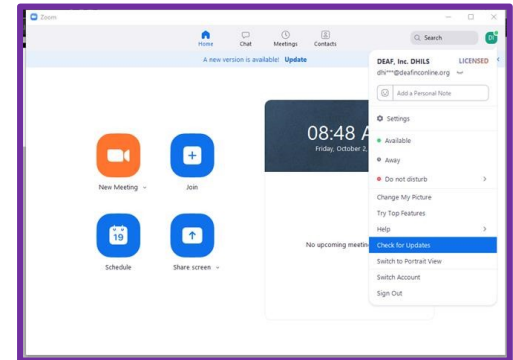 Zoom
Home
Chat
Meetings
Contacts
Search
DI
A new version is available! Update
DEAF, Inc. DHILS LICENSED
dhi***@deafinconline.org
Add a Personal Note
Settings
Available
Away
Do not disturb
Change My Picture
Try Top Features
Help
Check for Updates
Switch to Portrait View
Switch Account
Sign Out
08:48 A
Friday, October 2,
New Meeting
Join
19
Schedule
Share screen
No upcoming meetin